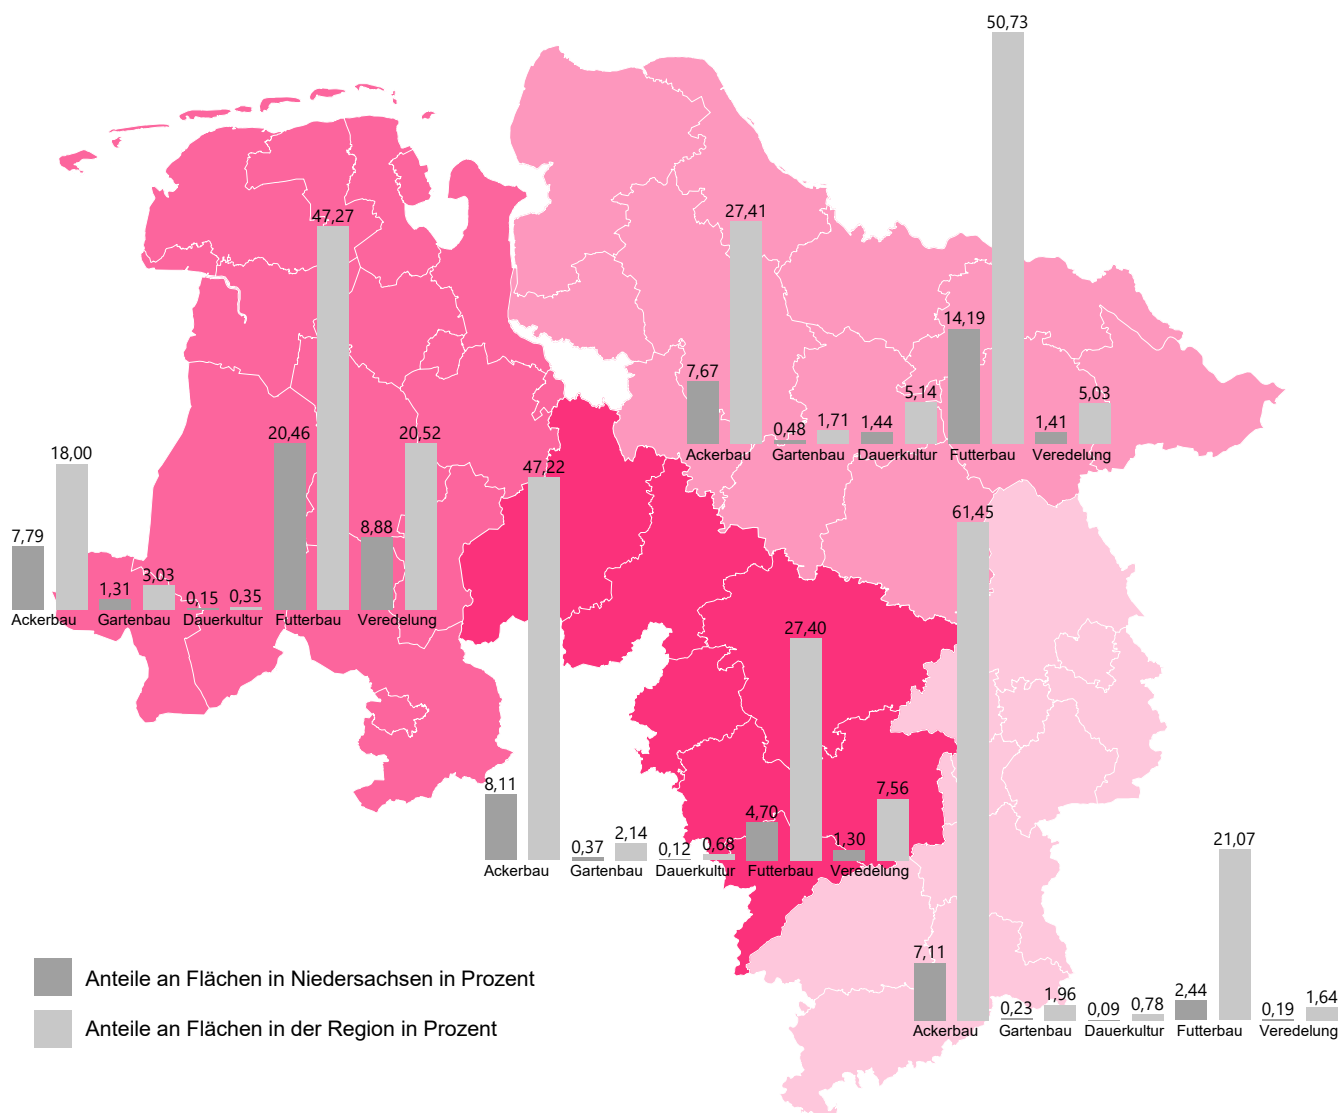 50,73
27,41
14,19
7,67
0,48
1,71
1,44
5,14
1,41
5,03
Ackerbau
Gartenbau
Dauerkultur
Futterbau
Veredelung
47,27
20,46
20,52
18,00
7,79
1,31
3,03
0,15
0,35
8,88
Ackerbau
Gartenbau
Dauerkultur
Futterbau
Veredelung
47,22
27,40
8,11
0,37
2,14
0,12
0,68
4,70
1,30
7,56
Ackerbau
Gartenbau
Dauerkultur
Futterbau
Veredelung
61,45
21,07
7,11
0,23
1,96
0,09
0,78
2,44
0,19
1,64
Ackerbau
Gartenbau
Dauerkultur
Futterbau
Veredelung
Anteile an Flächen in Niedersachsen in Prozent
Anteile an Flächen in der Region in Prozent